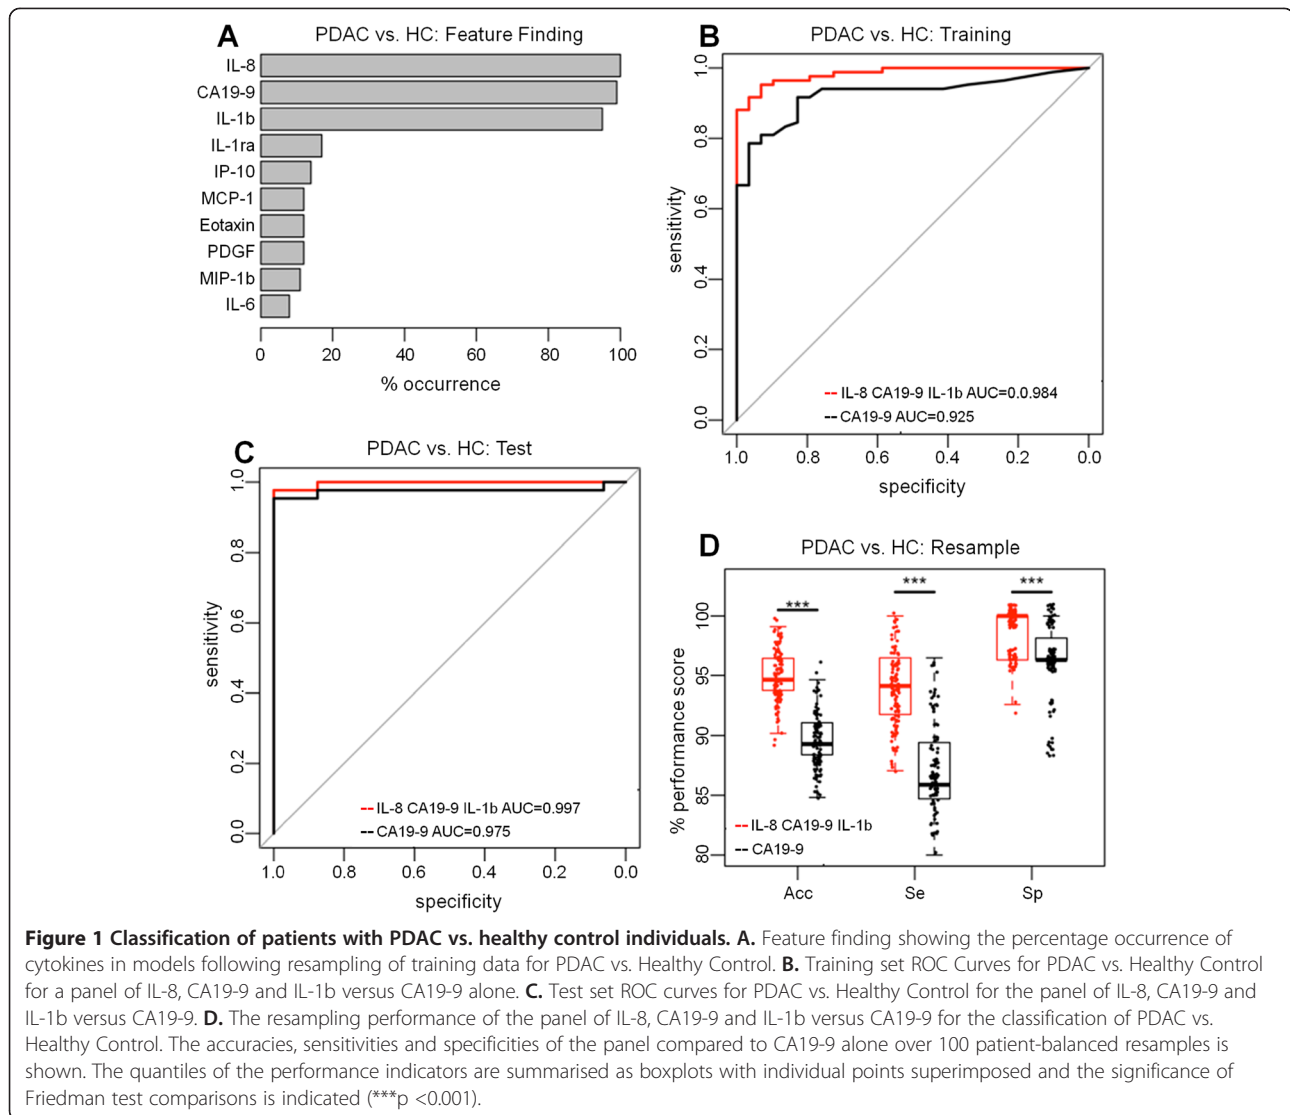 A
PDAC vs. HC: Feature Finding
IL-8
CA19-9
IL-1b
IL-1ra
IP-10
MCP-1
Eotaxin
PDGF
MIP-1b
IL-6
0 20 40 60 80 100
% occurrence
B
PDAC vs. HC: Training
1.0
0.8
0.6
0.4
0.2
0.0
sensitivity
IL-8 CA19-9 IL-1b AUC=0.0.984
CA19-9 AUC=0.925
1.0 0.8 0.6 0.4 0.2 0.0
specificity
C
PDAC vs. HC: Test
1.0
0.8
0.6
0.4
0.2
0.0
sensitivity
IL-8 CA19-9 IL-1b AUC=0.997
CA19-9 AUC=0.975
1.0 0.8 0.6 0.4 0.2 0.0
specificity
D
PDAC vs. HC: Resample
*** *** ***
100
95
90
85
80
% performance score
IL-8 CA19-9 IL-1b
CA19-9
Acc Se Sp
Figure 1 Classification of patients with PDAC vs. healthy control individuals. A. Feature finding showing the percentage occurrence of
cytokines in models following resampling of training data for PDAC vs. Healthy Control. B. Training set ROC Curves for PDAC vs. Healthy Control
for a panel of IL-8, CA19-9 and IL-1b versus CA19-9 alone. C. Test set ROC curves for PDAC vs. Healthy Control for the panel of IL-8, CA19-9 and
IL-1b versus CA19-9. D. The resampling performance of the panel of IL-8, CA19-9 and IL-1b versus CA19-9 for the classification of PDAC vs.
Healthy Control. The accuracies, sensitivities and specificities of the panel compared to CA19-9 alone over 100 patient-balanced resamples is
shown. The quantiles of the performance indicators are summarised as boxplots with individual points superimposed and the significance of
Friedman test comparisons is indicated (***p <0.001).